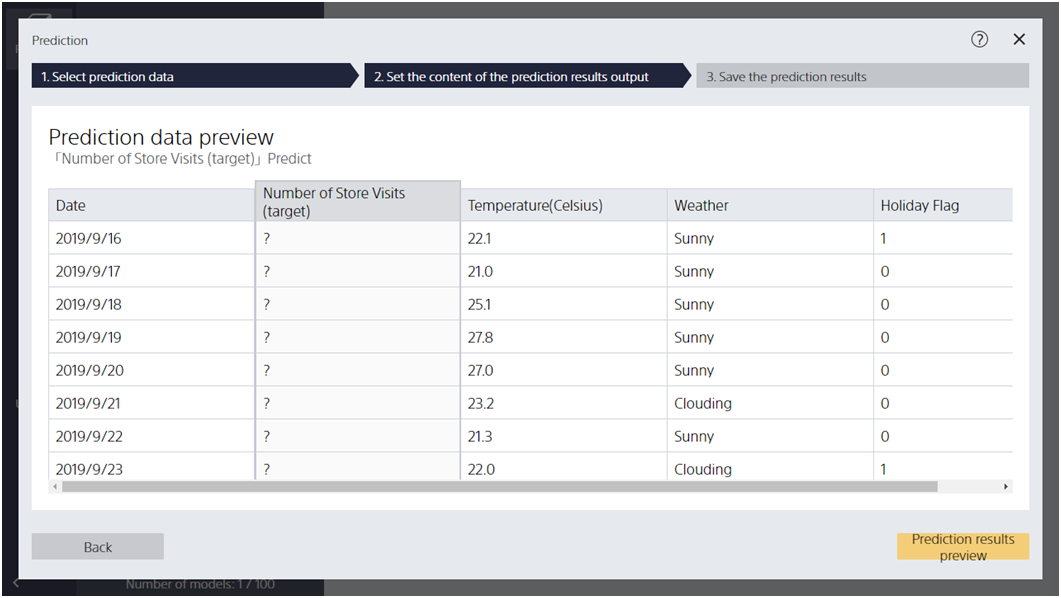 Prediction
1. Select prediction data
2. Set the content of the prediction results output
3. Save the prediction results
Prediction data preview
「Number of Store Visits (target)」 Predict
Date Number of Store Visits (target) Temperature(Celsius) Weather Holiday Flag
2019/9/16 ? 22.1 Sunny 1
2019/9/17 ? 21.0 Sunny 0
2019/9/18 ? 25.1 Sunny 0
2019/9/19 ? 27.8 Sunny 0
2019/9/20 ? 27.0 Sunny 0
2019/9/21 ? 23.2 Clouding 0
2019/9/22 ? 21.3 Sunny 0
2019/9/23 ? 22.0 Clouding 1
Back
Prediction results
preview
Number of models: 1 / 100